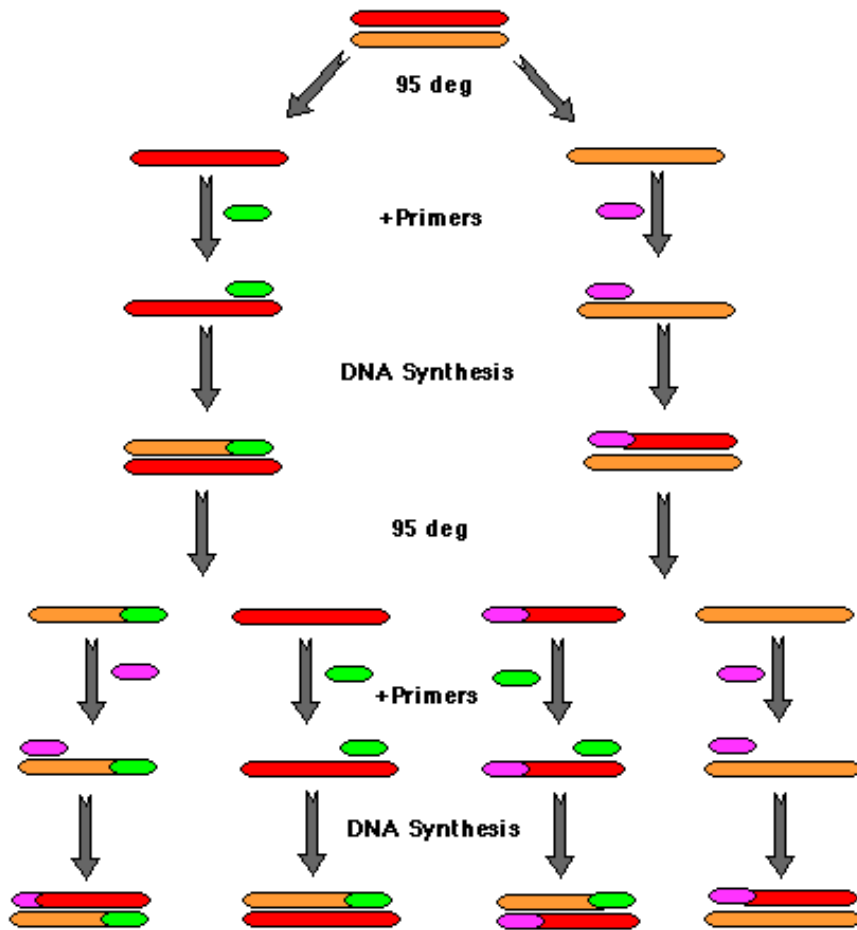 95 deg
+Primers
DNA Synthesis
95 deg
+Primers
DNA Synthesis